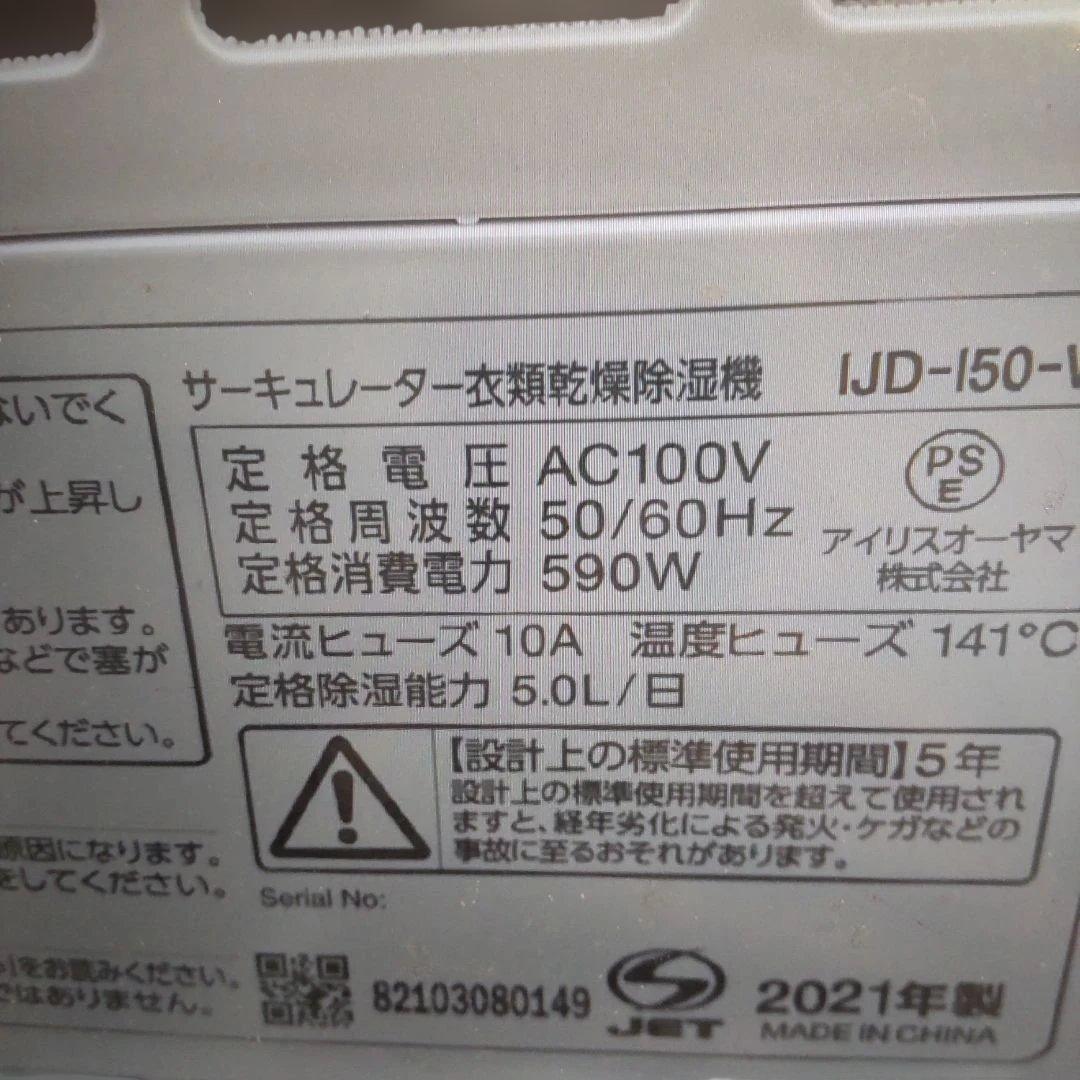 ないでく
が上昇し
あります。
などで塞が
てください。
原因になります。
をしてください。
をお読みください。
ではありません。
サーキュレーター衣類乾燥除湿機 IJD-I50-W
定格電圧 AC100V
定格周波数 50/60Hz
定格消費電力 590W
PS
E
アイリスオーヤマ
株式会社
電流ヒューズ 10A 温度ヒューズ 141°C
定格除湿能力 5.0L/日
【設計上の標準使用期間】5年
設計上の標準使用期間を超えて使用され
ますと、経年劣化による発火・ケガなどの
事故に至るおそれがあります。
Serial No:
82103080149
JET
2021年製
MADE IN CHINA